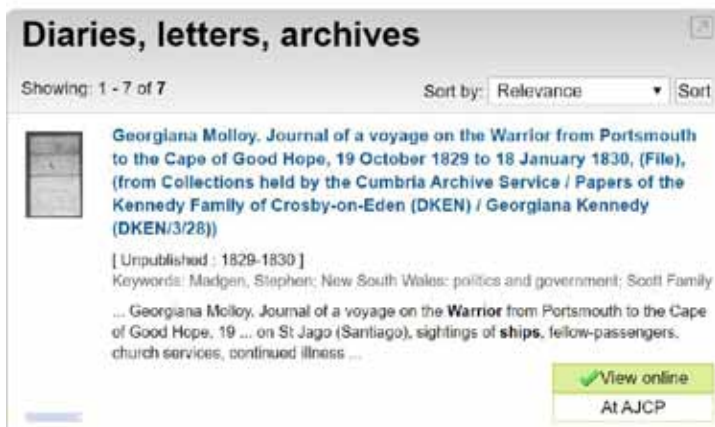 Diaries, letters, archives
Showing: 1 - 7 of 7
Sort by: Relevance Sort
Georgiana Molloy. Journal of a voyage on the Warrior from Portsmouth
to the Cape of Good Hope, 19 October 1829 to 18 January 1830, (File),
(from Collections held by the Cumbria Archive Service / Papers of the
Kennedy Family of Crosby-on-Eden (DKEN) / Georgiana Kennedy
(DKEN/3/28))
[ Unpublished : 1829-1830 ]
Keywords: Madgen, Stephen; New South Wales: politics and government; Scott Family
... Georgiana Molloy. Journal of a voyage on the Warrior from Portsmouth to the Cape
of Good Hope, 19 ... on St Jago (Santiago), sightings of ships, fellow-passengers,
church services, continued illness ...
View online
At AJCP